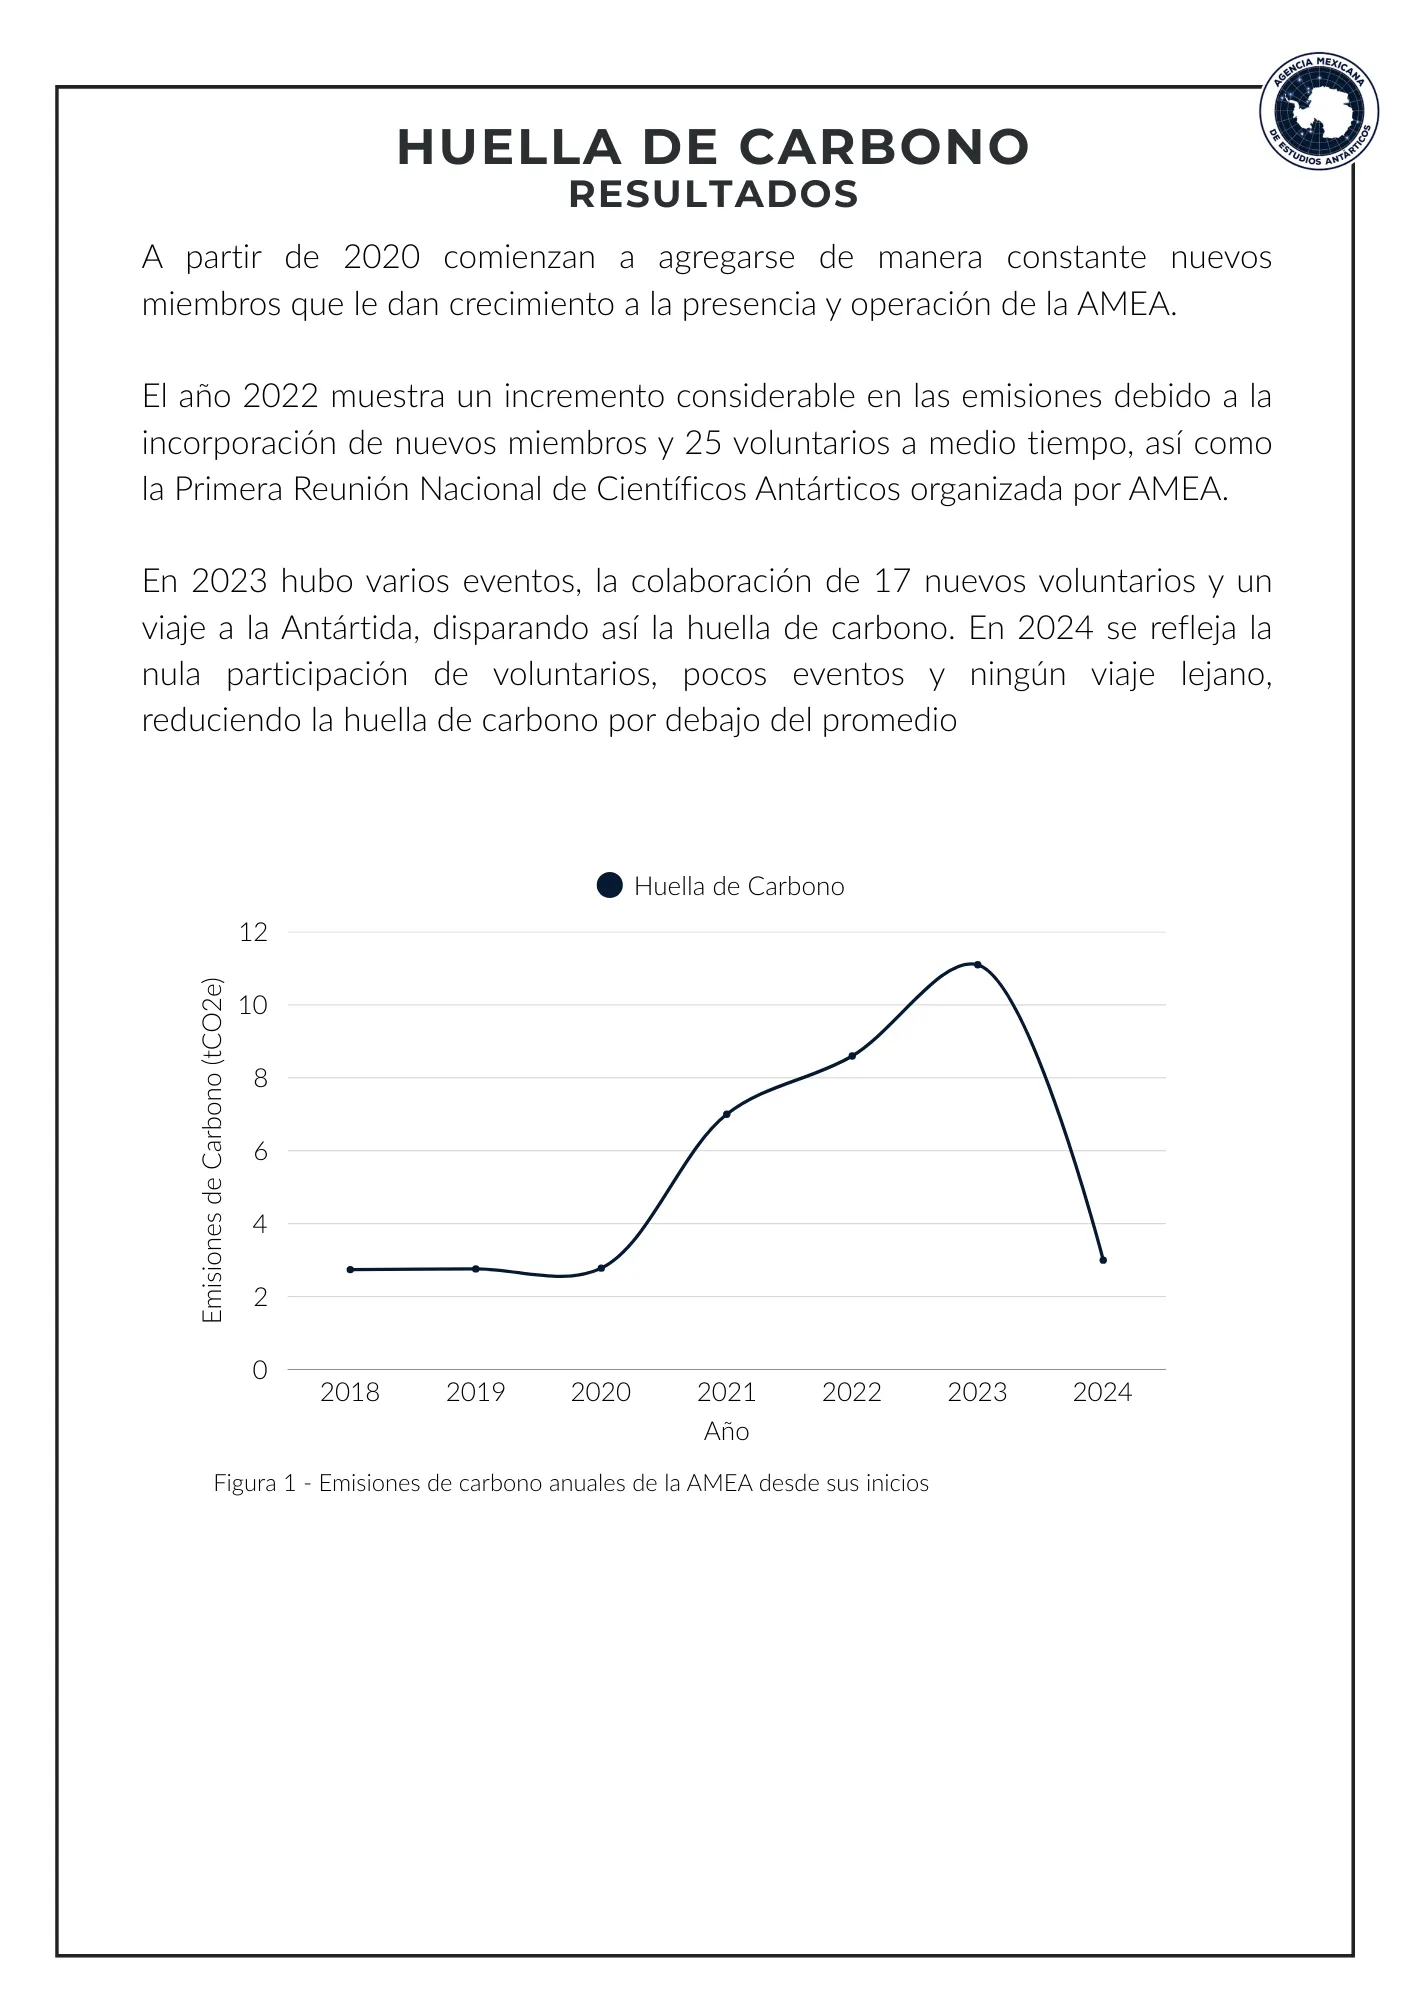 AGENCIA MEXICANA
DE ESTUDIOS ANTÁRTICOS
HUELLA DE CARBONO
RESULTADOS
A partir de 2020 comienzan a agregarse de manera constante nuevos
miembros que le dan crecimiento a la presencia y operación de la AMEA.
El año 2022 muestra un incremento considerable en las emisiones debido a la
incorporación de nuevos miembros y 25 voluntarios a medio tiempo, así como
la Primera Reunión Nacional de Científicos Antárticos organizada por AMEA.
En 2023 hubo varios eventos, la colaboración de 17 nuevos voluntarios y un
viaje a la Antártida, disparando así la huella de carbono. En 2024 se refleja la
nula participación de voluntarios, pocos eventos y ningún viaje lejano,
reduciendo la huella de carbono por debajo del promedio
Huella de Carbono
Emisiones de Carbono (tCO2e)
12
10
8
6
4
2
0
2018 2019 2020 2021 2022 2023 2024
Año
Figura 1 - Emisiones de carbono anuales de la AMEA desde sus inicios